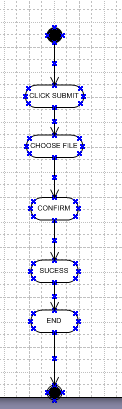 CLICK SUBMIT
CHOOSE FILE
CONFIRM
SUCESS
END